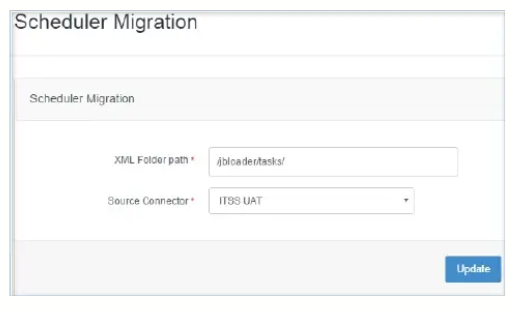 Scheduler Migration
Scheduler Migration
XML Folder path *
/jbloader/tasks/
Source Connector *
ITSS UAT
Update